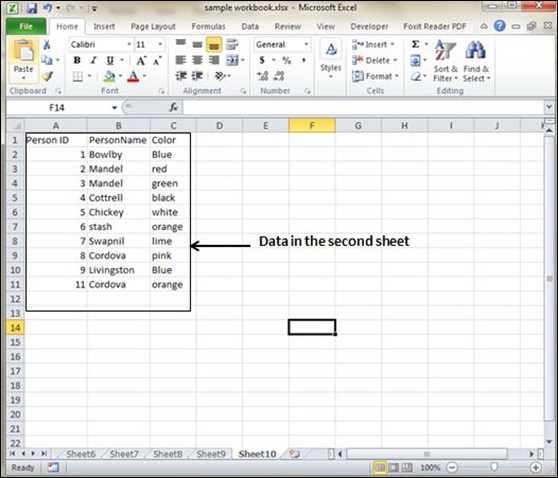 sample workbook.xlsx - Microsoft Excel
File Home Insert Page Layout Formulas Data Review View Foxit Reader PDF
Calibri 11 General Insert
Paste B I U A A $ % , Styles Delete Sort & Find &
Format Filter Select
Clipboard Font Alignment Number Cells Editing
F14 fx
A B C D E F G H I J
1 Person ID PersonName Color
2 1 Bowlby Blue
3 2 Mandel red
4 3 Mandel green
5 4 Cottrell black
6 5 Chickey white
7 6 stash orange
8 7 Swapnil lime Data in the second sheet
9 8 Cordova pink
10 9 Livingston Blue
11 11 Cordova orange
12
13
14
15
16
17
18
19
20
21
22
Sheet6 Sheet7 Sheet8 Sheet9 Sheet10
Ready 100%